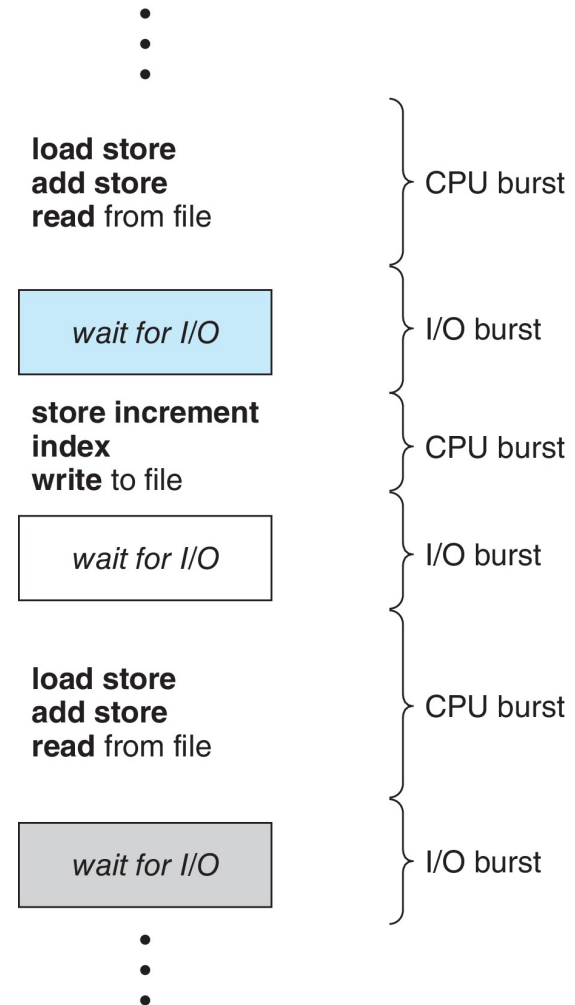 load store
add store
read from file
CPU burst
wait for I/O
I/O burst
store increment
index
write to file
CPU burst
wait for I/O
I/O burst
load store
add store
read from file
CPU burst
wait for I/O
I/O burst